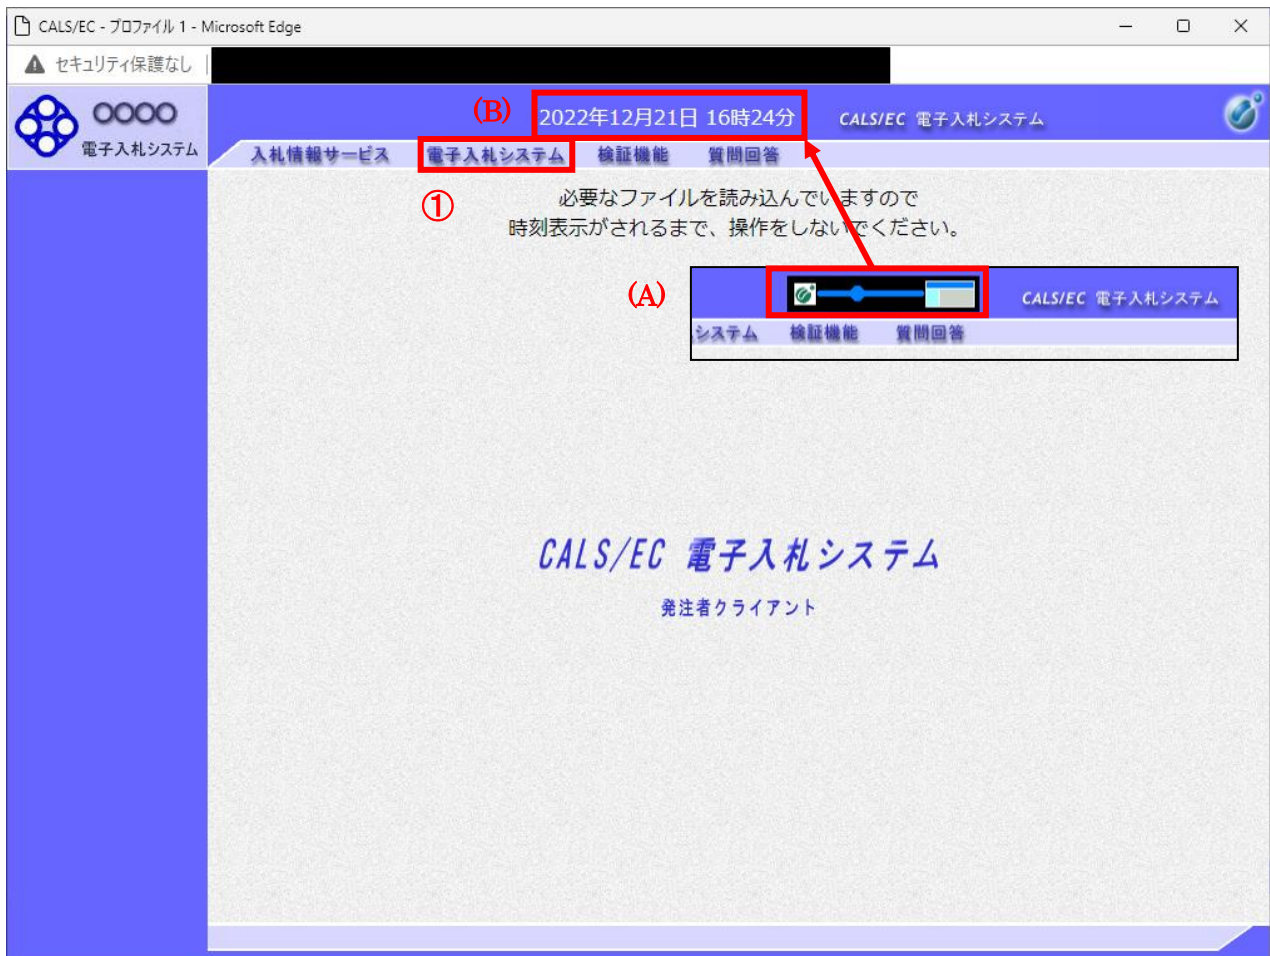 CALS/EC - プロファイル 1 - Microsoft Edge
セキュリティ保護なし
OOOO
電子入札システム
(B)
2022年12月21日 16時24分
CALS/EC 電子入札システム
入札情報サービス 電子入札システム 検証機能 質問回答
①
必要なファイルを読み込んでいますので
時刻表示がされるまで、操作をしないでください。
(A)
CALS/EC 電子入札システム
システム 検証機能 質問回答
CALS/EC 電子入札システム
発注者クライアント